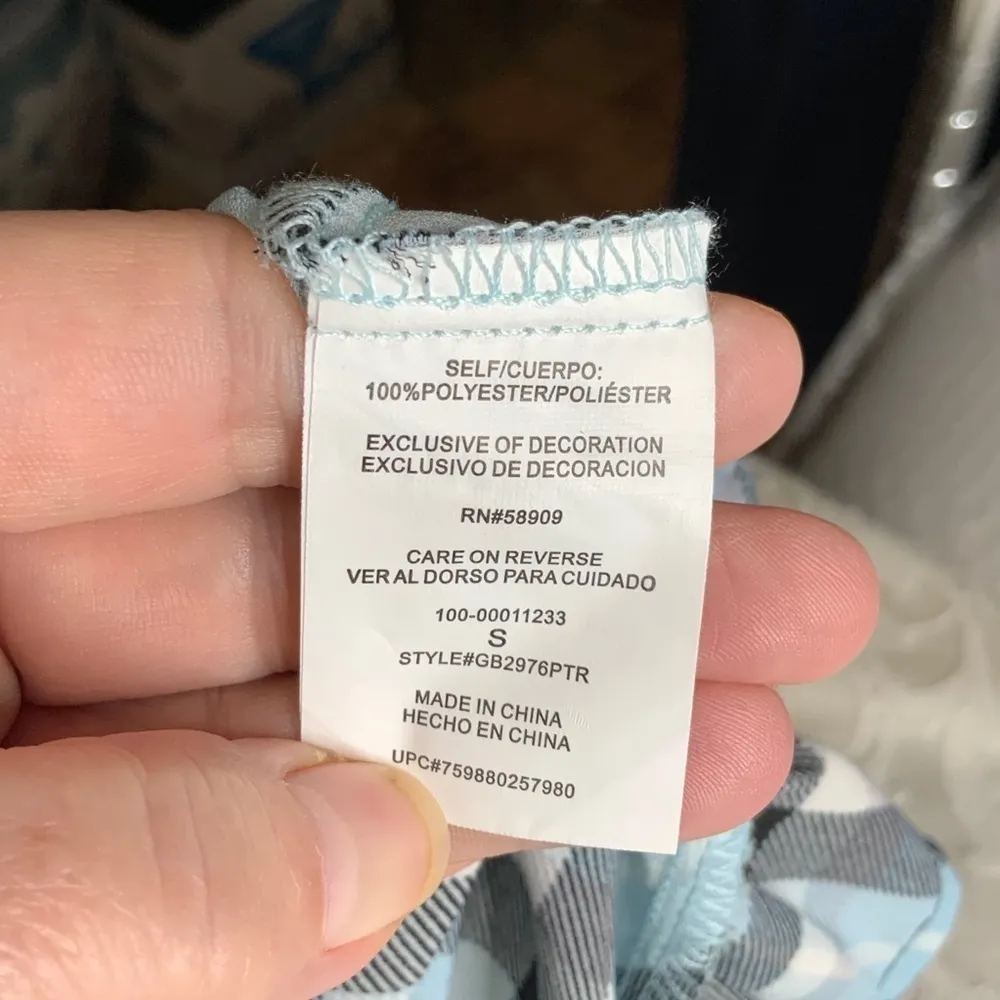 SELF/CUERPO:
100%POLYESTER/POLIÉSTER
EXCLUSIVE OF DECORATION
EXCLUSIVO DE DECORACION
RN#58909
CARE ON REVERSE
VER AL DORSO PARA CUIDADO
100-00011233
S
STYLE#GB2976PTR
MADE IN CHINA
HECHO EN CHINA
UPC#759880257980